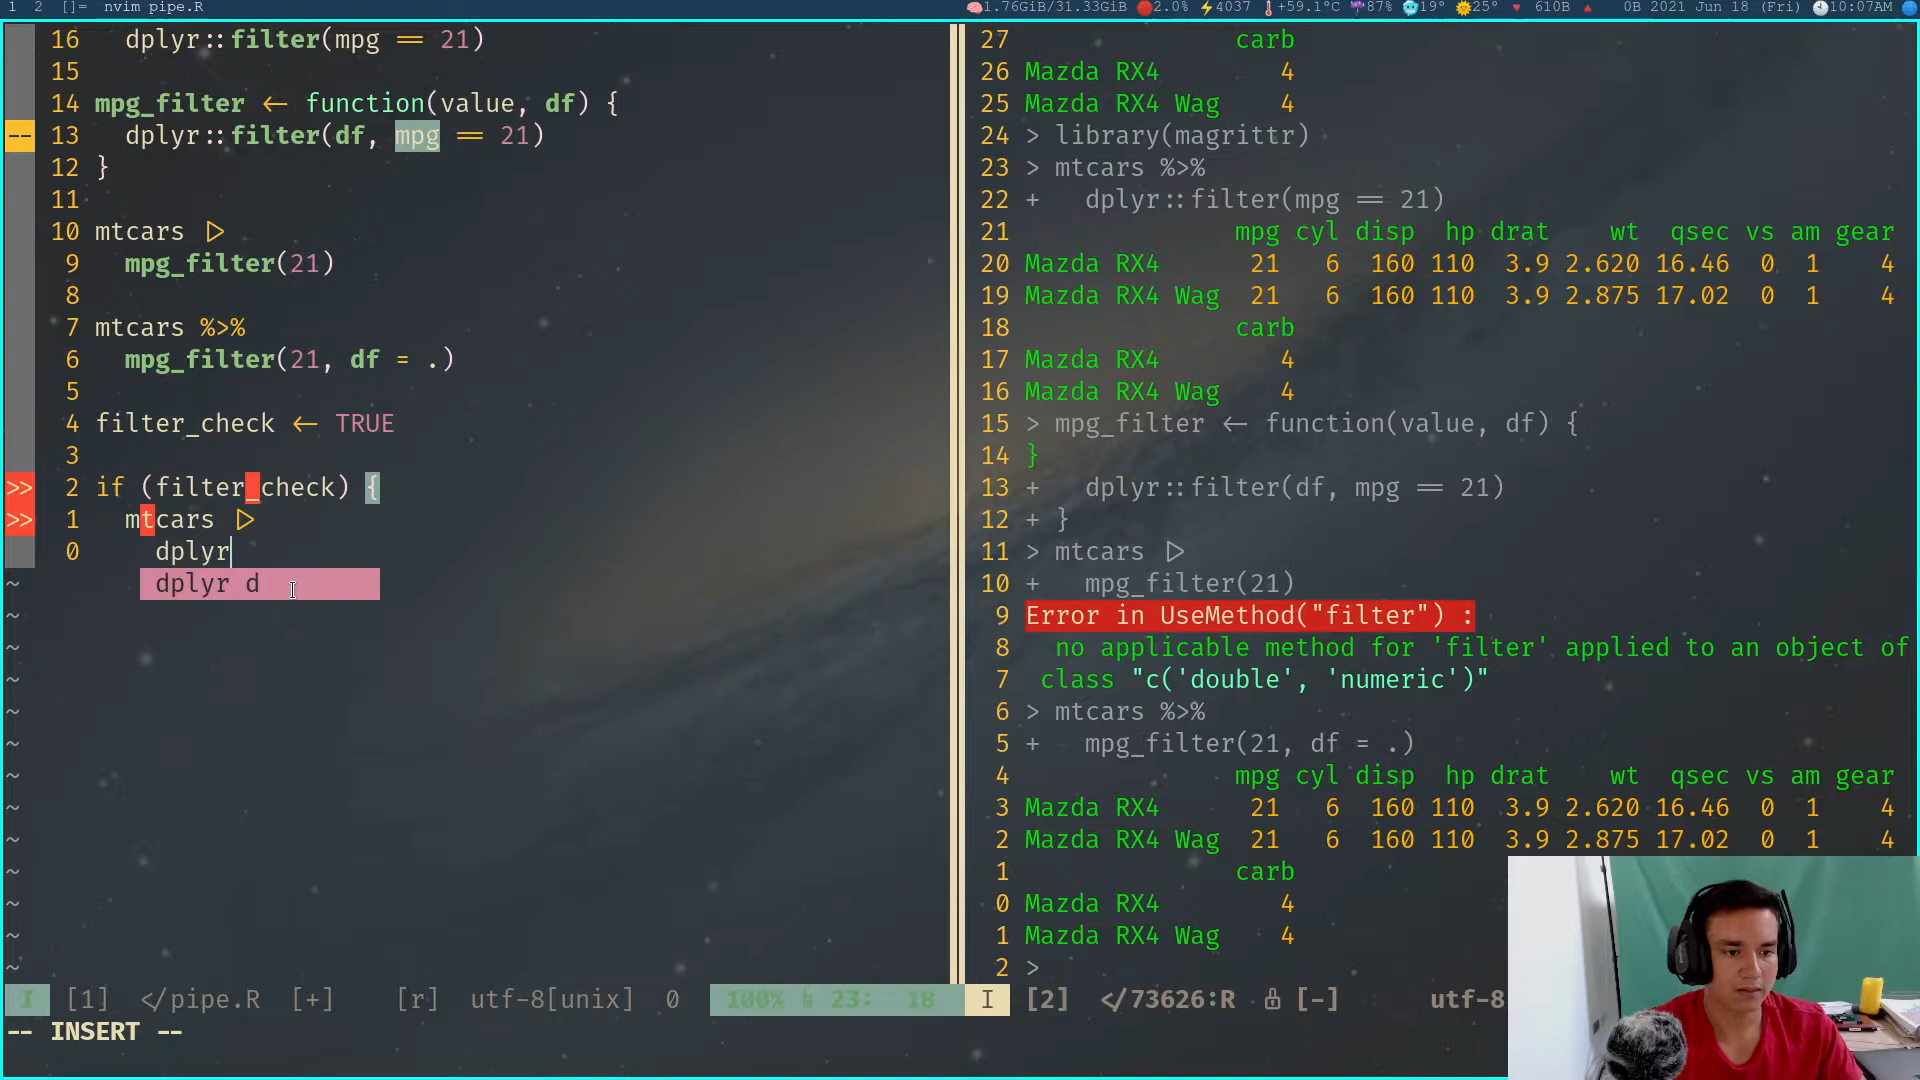 1 2 []= nvim pipe.R
1.76GiB/31.33GiB 2.0% 4037 +59.1°C 87% 19° 25° 610B 0B 2021 Jun 18 (Fri) 10:07AM
16 dplyr::filter(mpg == 21)
15
14 mpg_filter <- function(value, df) {
-- 13 dplyr::filter(df, mpg == 21)
12 }
11
10 mtcars |>
9 mpg_filter(21)
8
7 mtcars %>%
6 mpg_filter(21, df = .)
5
4 filter_check <- TRUE
3
>> 2 if (filter_check) {
>> 1 mtcars |>
0 dplyr
~ dplyr d
~
~
~
~
~
~
~
~
~
~
~
~
I [1] </pipe.R [+] [r] utf-8[unix] 0 100% 23: 18
-- INSERT --
27 carb
26 Mazda RX4 4
25 Mazda RX4 Wag 4
24 > library(magrittr)
23 > mtcars %>%
22 + dplyr::filter(mpg == 21)
21 mpg cyl disp hp drat wt qsec vs am gear
20 Mazda RX4 21 6 160 110 3.9 2.620 16.46 0 1 4
19 Mazda RX4 Wag 21 6 160 110 3.9 2.875 17.02 0 1 4
18 carb
17 Mazda RX4 4
16 Mazda RX4 Wag 4
15 > mpg_filter <- function(value, df) {
14 }
13 + dplyr::filter(df, mpg == 21)
12 + }
11 > mtcars |>
10 + mpg_filter(21)
9 Error in UseMethod("filter") :
8 no applicable method for 'filter' applied to an object of
7 class "c('double', 'numeric')"
6 > mtcars %>%
5 + mpg_filter(21, df = .)
4 mpg cyl disp hp drat wt qsec vs am gear
3 Mazda RX4 21 6 160 110 3.9 2.620 16.46 0 1 4
2 Mazda RX4 Wag 21 6 160 110 3.9 2.875 17.02 0 1 4
1 carb
0 Mazda RX4 4
1 Mazda RX4 Wag 4
2 >
I [2] </73626:R [-] utf-8